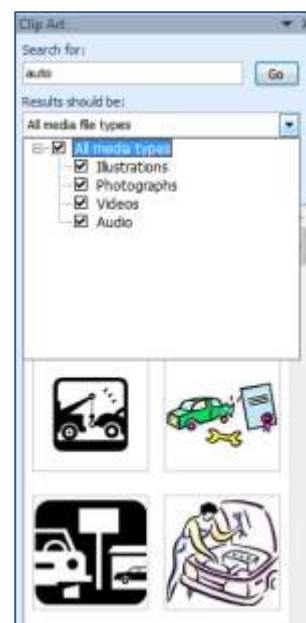 Clip Art
Search for:
auto
Go
Results should be:
All media file types
All media types
Illustrations
Photographs
Videos
Audio